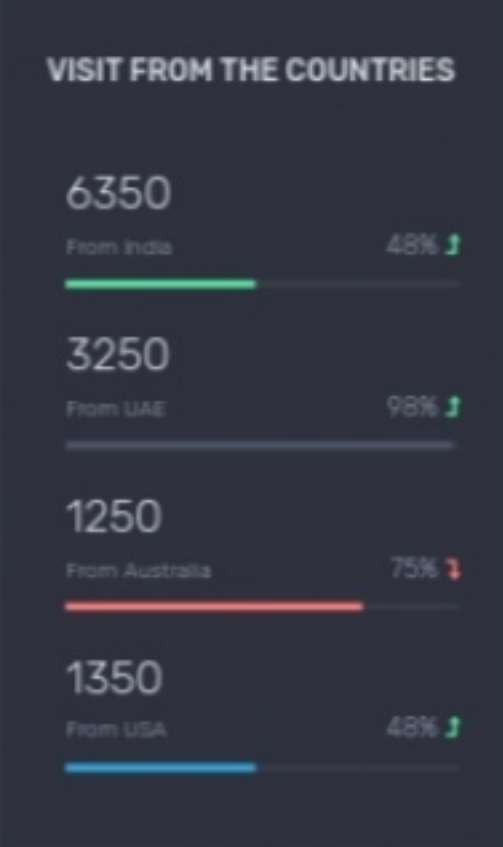 VISIT FROM THE COUNTRIES
6350
From India 48%
3250
From UAE 98%
1250
From Australia 75%
1350
From USA 48%